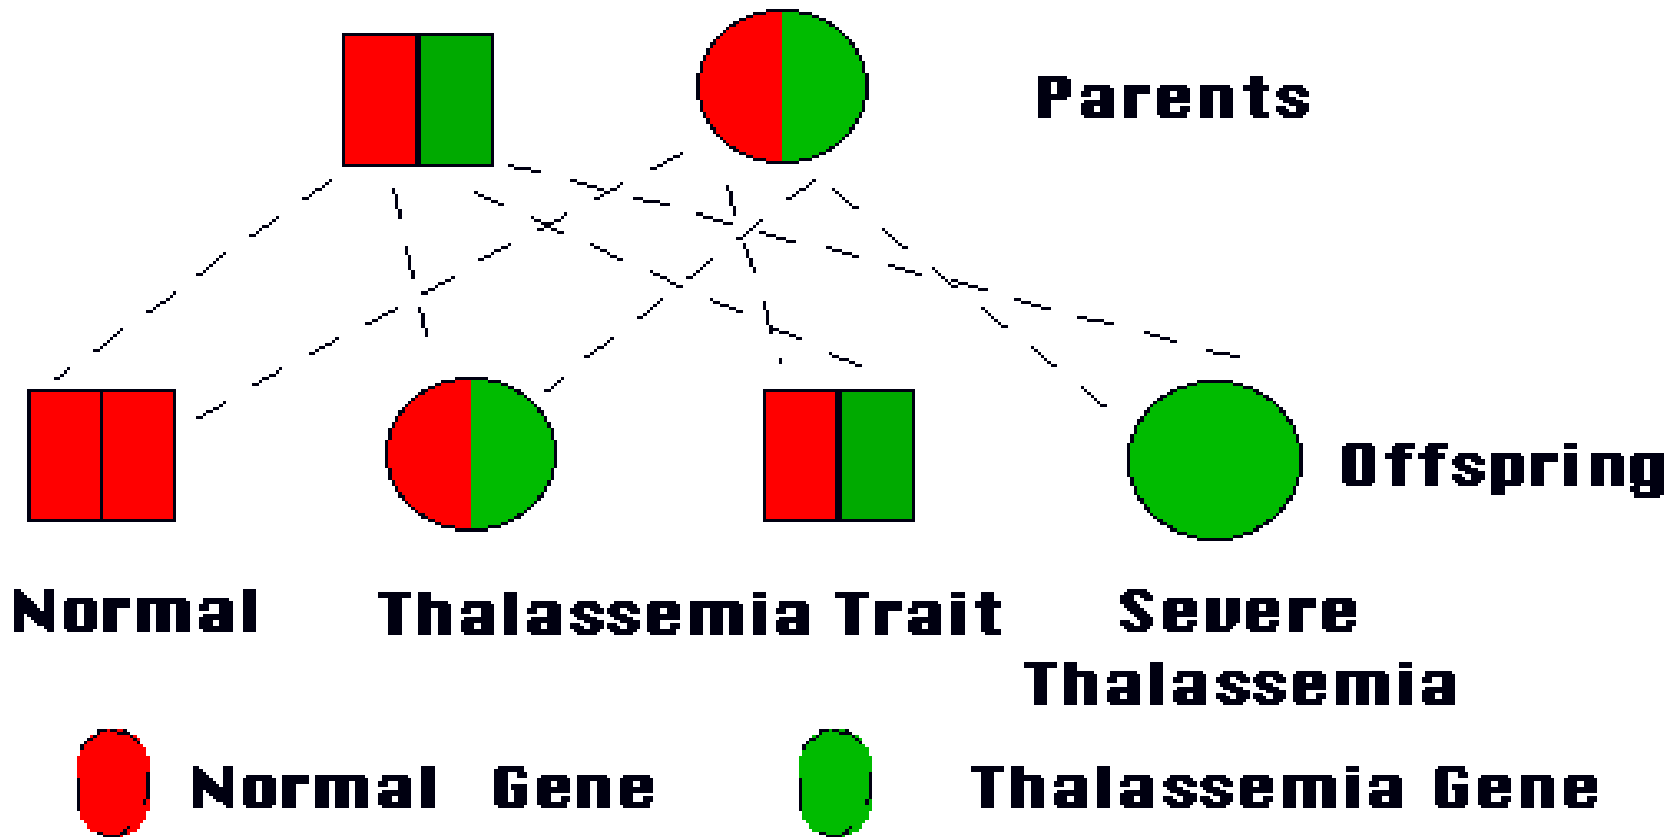 Parents
Offspring
Normal
Thalassemia Trait
Severe
Thalassemia
Normal Gene
Thalassemia Gene